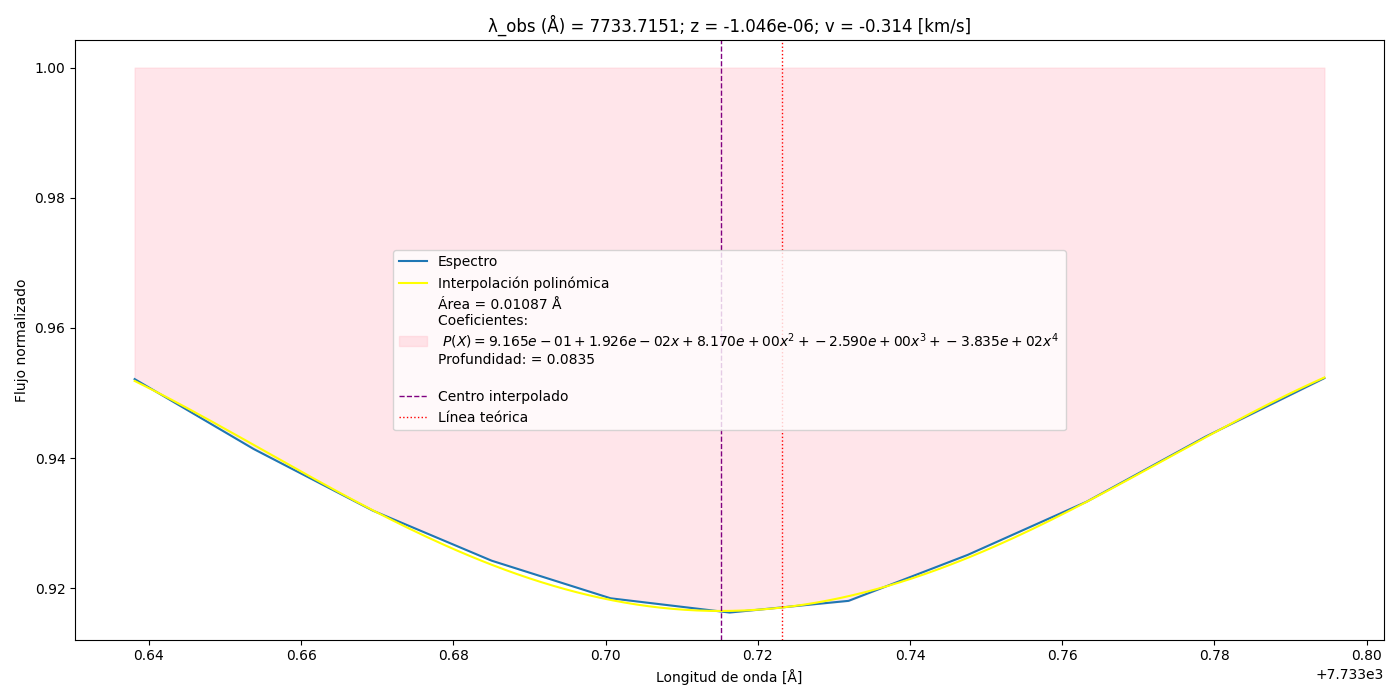 λ_obs (Å) = 7733.7151; z = -1.046e-06; v = -0.314 [km/s]
Flujo normalizado
1.00
0.98
0.96
0.94
0.92
Espectro
Interpolación polinómica
Área = 0.01087 Å
Coeficientes:
P(X) = 9.165e − 01 + 1.926e − 02x + 8.170e + 00x² + − 2.590e + 00x³ + − 3.835e + 02x⁴
Profundidad: = 0.0835
Centro interpolado
Línea teórica
0.64 0.66 0.68 0.70 0.72 0.74 0.76 0.78 0.80
+7.733e3
Longitud de onda [Å]